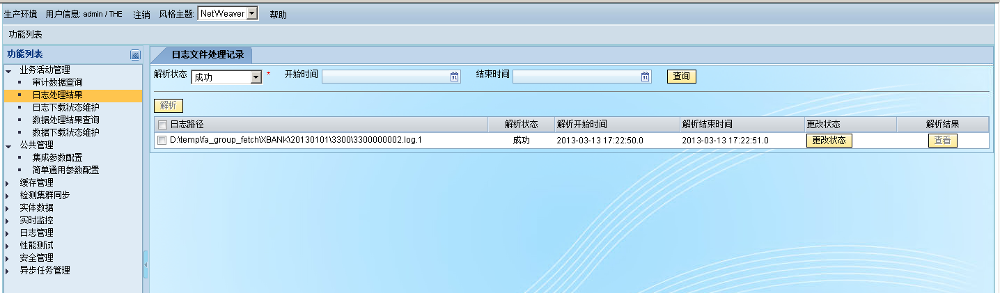 生产环境 用户信息: admin / THE 注销 风格主题: NetWeaver 帮助
功能列表
功能列表
业务活动管理
审计数据查询
日志处理结果
日志下载状态维护
数据处理结果查询
数据下载状态维护
公共管理
集成参数配置
简单通用参数配置
缓存管理
检测集群同步
实体数据
实时监控
日志管理
性能测试
安全管理
异步任务管理
日志文件处理记录
解析状态 成功 * 开始时间 31 结束时间 31 查询
解析
日志路径 解析状态 解析开始时间 解析结束时间 更改状态 解析结果
D:\temp\fa_group_fetch\XBANK\20130101\3300\3300000002.log.1 成功 2013-03-13 17:22:50.0 2013-03-13 17:22:51.0 更改状态 查看